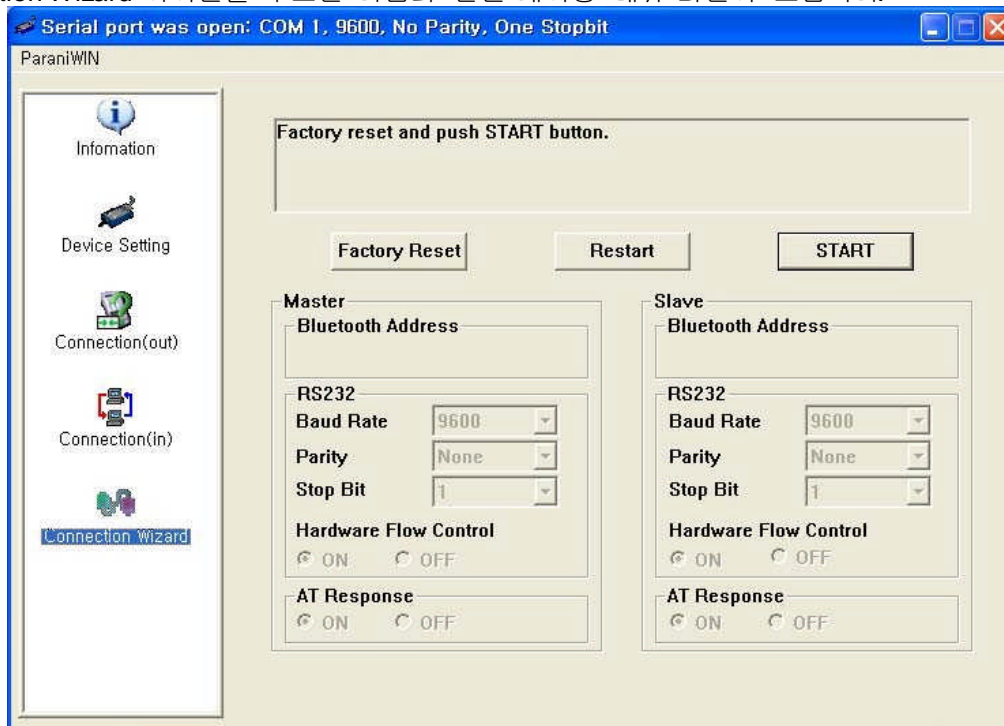 Wizard
Serial port was open: COM 1, 9600, No Parity, One Stopbit
ParaniWIN
Infomation
Device Setting
Connection(out)
Connection(in)
Connection Wizard
Factory reset and push START button.
Factory Reset
Restart
START
Master
Bluetooth Address
RS232
Baud Rate
9600
Parity
None
Stop Bit
1
Hardware Flow Control
ON
OFF
AT Response
ON
OFF
Slave
Bluetooth Address
RS232
Baud Rate
9600
Parity
None
Stop Bit
1
Hardware Flow Control
ON
OFF
AT Response
ON
OFF